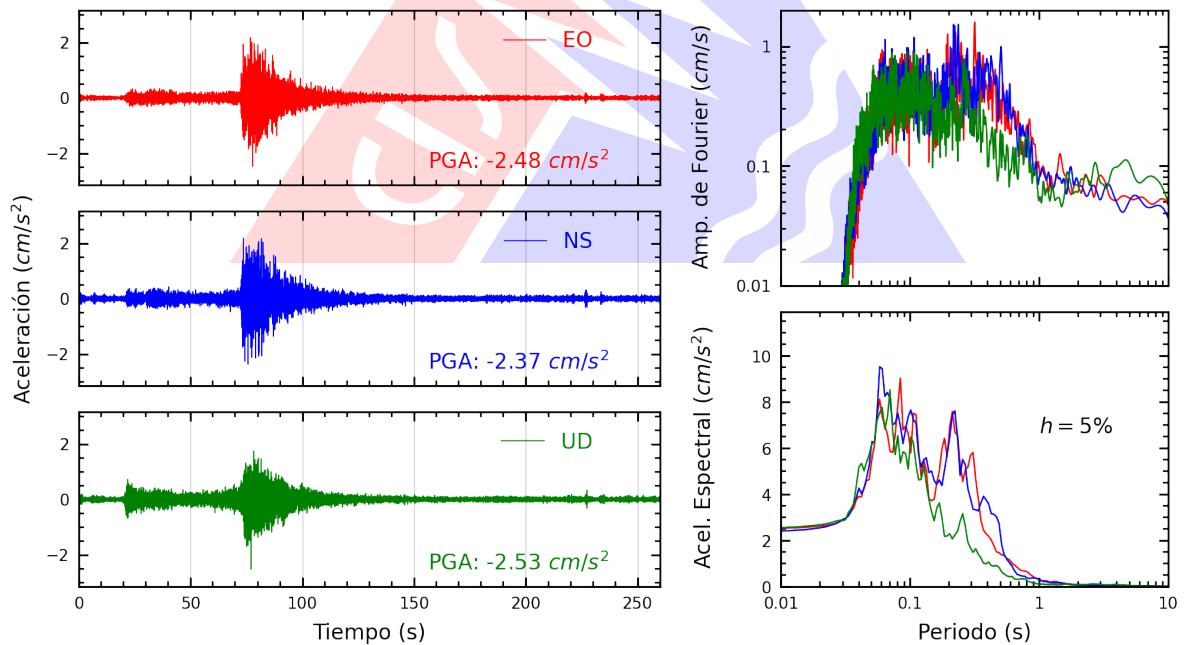 Aceleración (cm/s²)
2
0
−2
EO
PGA: -2.48 cm/s²
2
0
−2
NS
PGA: -2.37 cm/s²
2
0
−2
UD
PGA: -2.53 cm/s²
0
50
100
150
200
250
Tiempo (s)
Amp. de Fourier (cm/s)
1
0.1
0.01
Acel. Espectral (cm/s²)
10
8
6
4
2
0
h = 5%
0.01
0.1
1
10
Periodo (s)